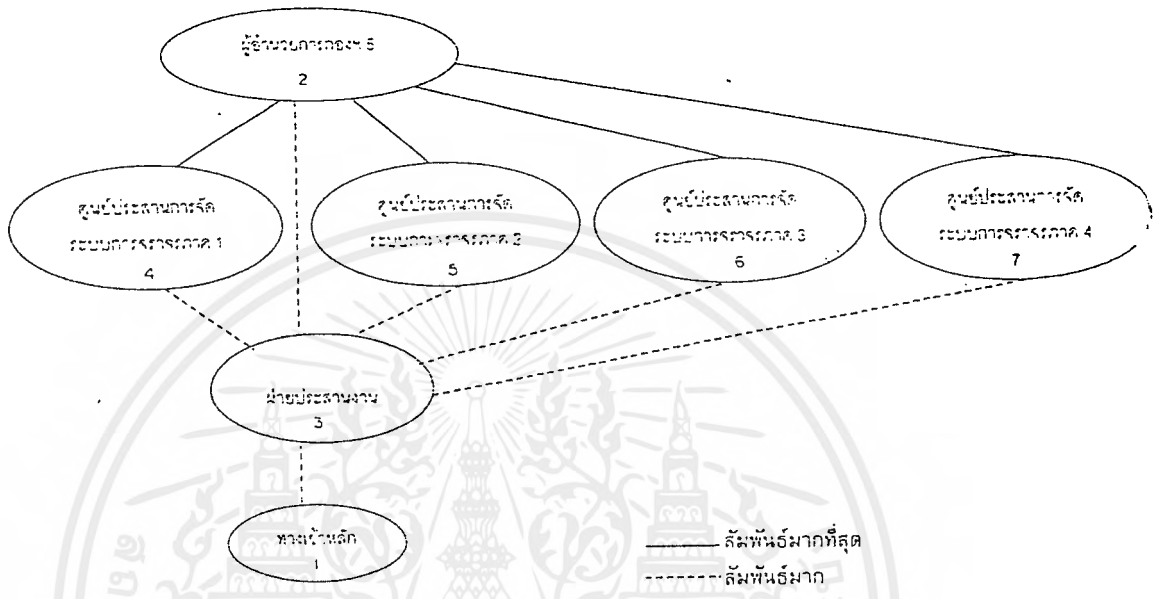 ผู้อำนวยการกองฯ 5
2
ศูนย์ประสานการจัด
ระบบการจราจรภาค 1
4
ศูนย์ประสานการจัด
ระบบการจราจรภาค 2
5
ศูนย์ประสานการจัด
ระบบการจราจรภาค 3
6
ศูนย์ประสานการจัด
ระบบการจราจรภาค 4
7
ฝ่ายประสานงาน
3
ทางเข้าหลัก
1
สัมพันธ์มากที่สุด
สัมพันธ์มาก